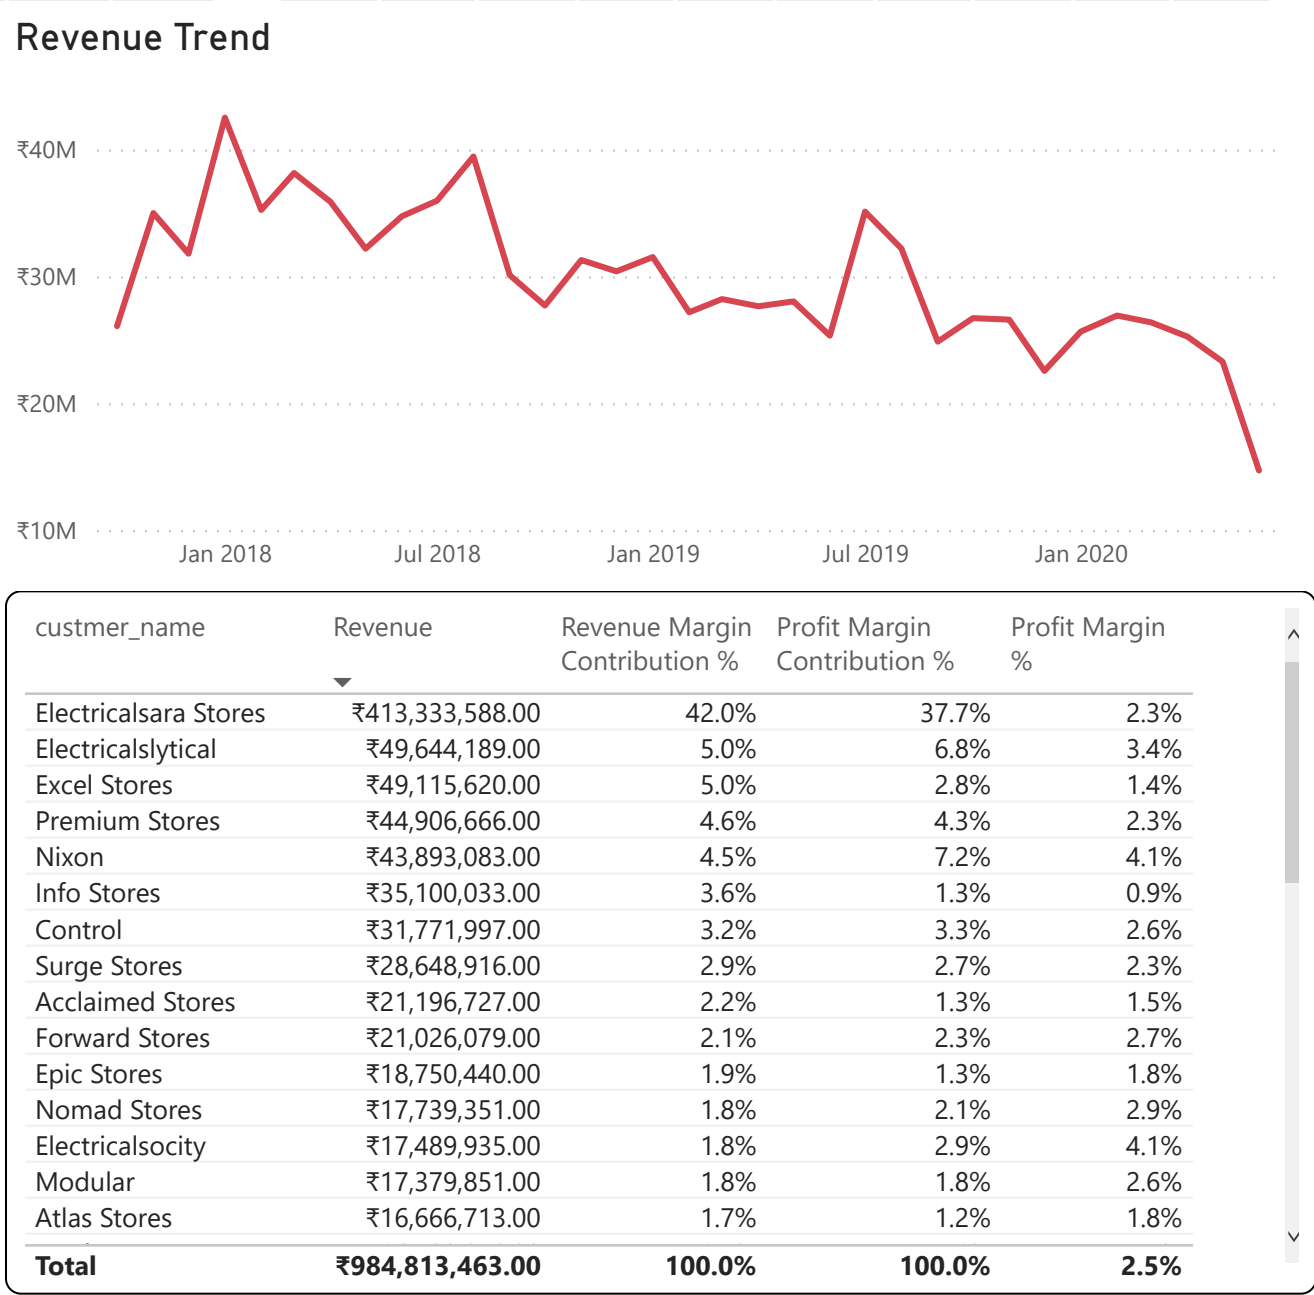 Revenue Trend
₹40M
₹30M
₹20M
₹10M
Jan 2018 Jul 2018 Jan 2019 Jul 2019 Jan 2020
custmer_name Revenue Revenue Margin Contribution % Profit Margin Contribution % Profit Margin %
Electricalsara Stores ₹413,333,588.00 42.0% 37.7% 2.3%
Electricalslytical ₹49,644,189.00 5.0% 6.8% 3.4%
Excel Stores ₹49,115,620.00 5.0% 2.8% 1.4%
Premium Stores ₹44,906,666.00 4.6% 4.3% 2.3%
Nixon ₹43,893,083.00 4.5% 7.2% 4.1%
Info Stores ₹35,100,033.00 3.6% 1.3% 0.9%
Control ₹31,771,997.00 3.2% 3.3% 2.6%
Surge Stores ₹28,648,916.00 2.9% 2.7% 2.3%
Acclaimed Stores ₹21,196,727.00 2.2% 1.3% 1.5%
Forward Stores ₹21,026,079.00 2.1% 2.3% 2.7%
Epic Stores ₹18,750,440.00 1.9% 1.3% 1.8%
Nomad Stores ₹17,739,351.00 1.8% 2.1% 2.9%
Electricalsocity ₹17,489,935.00 1.8% 2.9% 4.1%
Modular ₹17,379,851.00 1.8% 1.8% 2.6%
Atlas Stores ₹16,666,713.00 1.7% 1.2% 1.8%
Total ₹984,813,463.00 100.0% 100.0% 2.5%